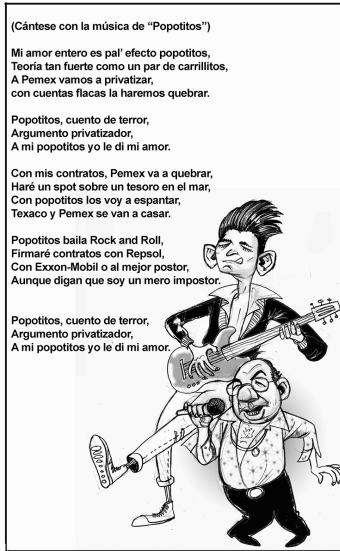 (Cántese con la música de “Popotitos”)
Mi amor entero es pal' efecto popotitos,
Teoría tan fuerte como un par de carrillitos,
A Pemex vamos a privatizar,
con cuentas flacas la haremos quebrar.
Popotitos, cuento de terror,
Argumento privatizador,
A mi popotitos yo le di mi amor.
Con mis contratos, Pemex va a quebrar,
Haré un spot sobre un tesoro en el mar,
Con popotitos los voy a espantar,
Texaco y Pemex se van a casar.
Popotitos baila Rock and Roll,
Firmaré contratos con Repsol,
Con Exxon-Mobil o al mejor postor,
Aunque digan que soy un mero impostor.
Popotitos, cuento de terror,
Argumento privatizador,
A mi popotitos yo le di mi amor.